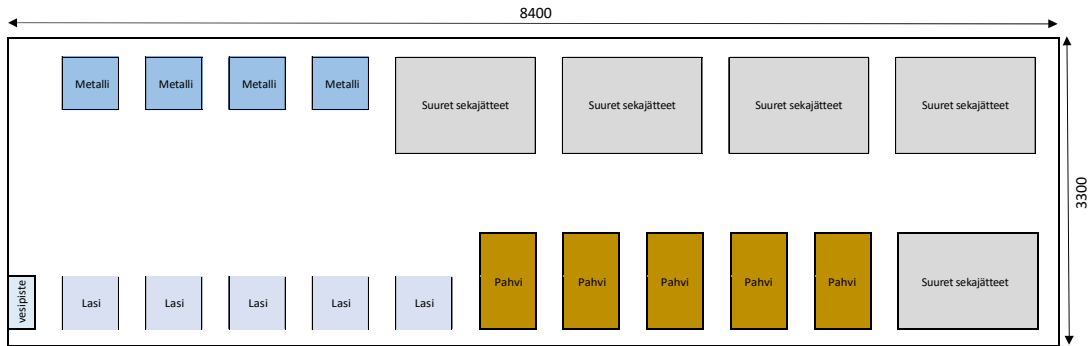 8400
Metalli
Metalli
Metalli
Metalli
Suuret sekajätteet
Suuret sekajätteet
Suuret sekajätteet
Suuret sekajätteet
3300
vesipiste
Lasi
Lasi
Lasi
Lasi
Lasi
Pahvi
Pahvi
Pahvi
Pahvi
Pahvi
Suuret sekajätteet